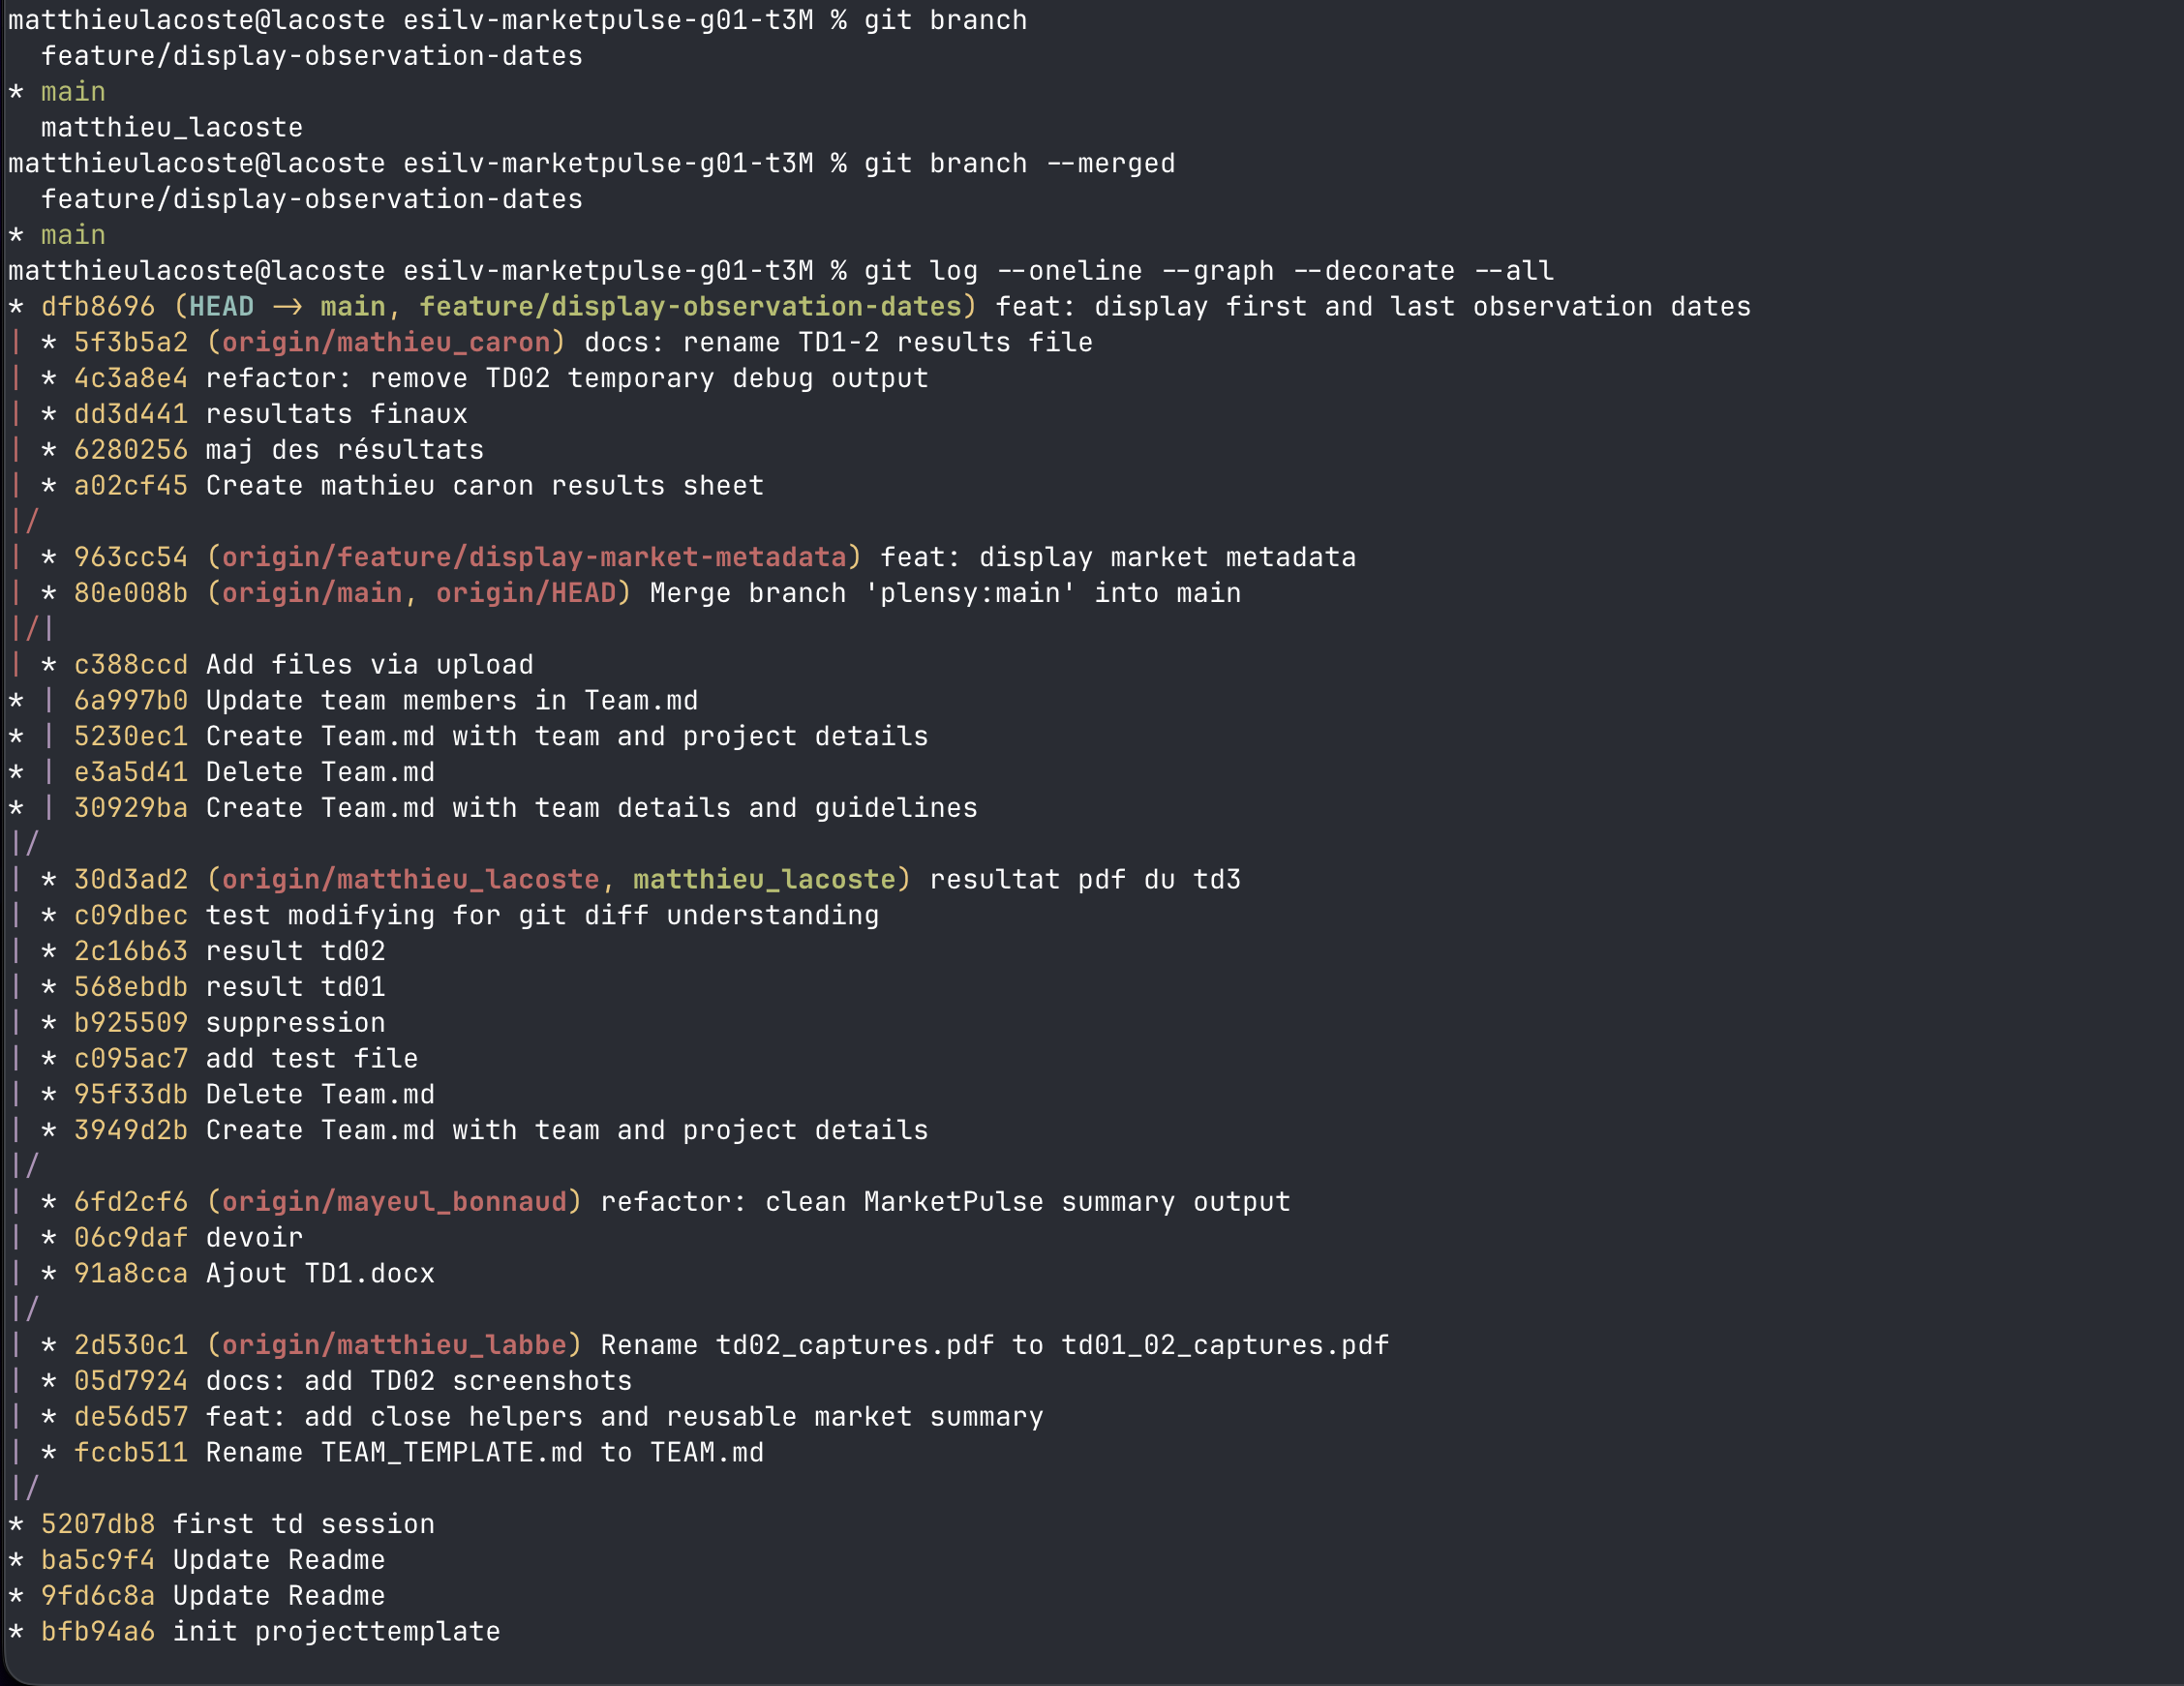 matthieulacoste@lacoste esilv-marketpulse-g01-t3M % git branch
  feature/display-observation-dates
* main
  matthieu_lacoste
matthieulacoste@lacoste esilv-marketpulse-g01-t3M % git branch --merged
  feature/display-observation-dates
* main
matthieulacoste@lacoste esilv-marketpulse-g01-t3M % git log --oneline --graph --decorate --all
* dfb8696 (HEAD -> main, feature/display-observation-dates) feat: display first and last observation dates
| * 5f3b5a2 (origin/mathieu_caron) docs: rename TD1-2 results file
| * 4c3a8e4 refactor: remove TD02 temporary debug output
| * dd3d441 resultats finaux
| * 6280256 maj des résultats
| * a02cf45 Create mathieu caron results sheet
|/
| * 963cc54 (origin/feature/display-market-metadata) feat: display market metadata
| * 80e008b (origin/main, origin/HEAD) Merge branch 'plensy:main' into main
|/|
| * c388ccd Add files via upload
* | 6a997b0 Update team members in Team.md
* | 5230ec1 Create Team.md with team and project details
* | e3a5d41 Delete Team.md
* | 30929ba Create Team.md with team details and guidelines
|/
| * 30d3ad2 (origin/matthieu_lacoste, matthieu_lacoste) resultat pdf du td3
| * c09dbec test modifying for git diff understanding
| * 2c16b63 result td02
| * 568ebdb result td01
| * b925509 suppression
| * c095ac7 add test file
| * 95f33db Delete Team.md
| * 3949d2b Create Team.md with team and project details
|/
| * 6fd2cf6 (origin/mayeul_bonnaud) refactor: clean MarketPulse summary output
| * 06c9daf devoir
| * 91a8cca Ajout TD1.docx
|/
| * 2d530c1 (origin/matthieu_labbe) Rename td02_captures.pdf to td01_02_captures.pdf
| * 05d7924 docs: add TD02 screenshots
| * de56d57 feat: add close helpers and reusable market summary
| * fccb511 Rename TEAM_TEMPLATE.md to TEAM.md
|/
* 5207db8 first td session
* ba5c9f4 Update Readme
* 9fd6c8a Update Readme
* bfb94a6 init projecttemplate